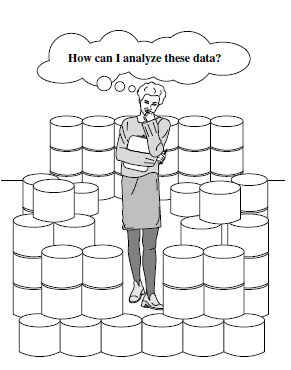 How can I analyze these data?